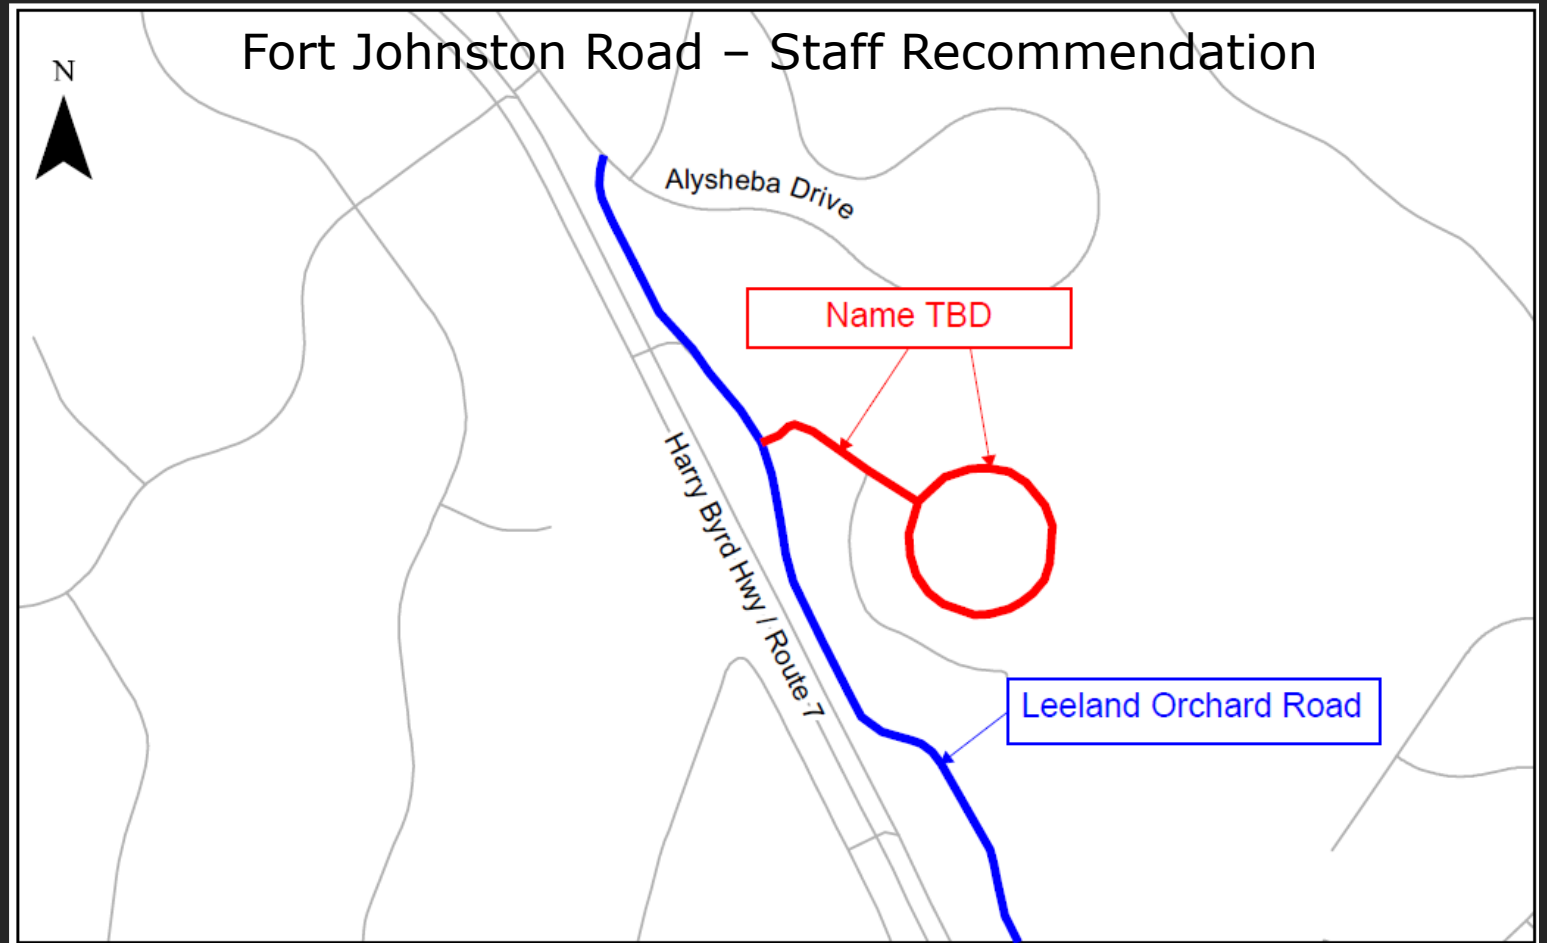 Fort Johnston Road – Staff Recommendation
N
Alysheba Drive
Name TBD
Harry Byrd Hwy / Route 7
Leeland Orchard Road